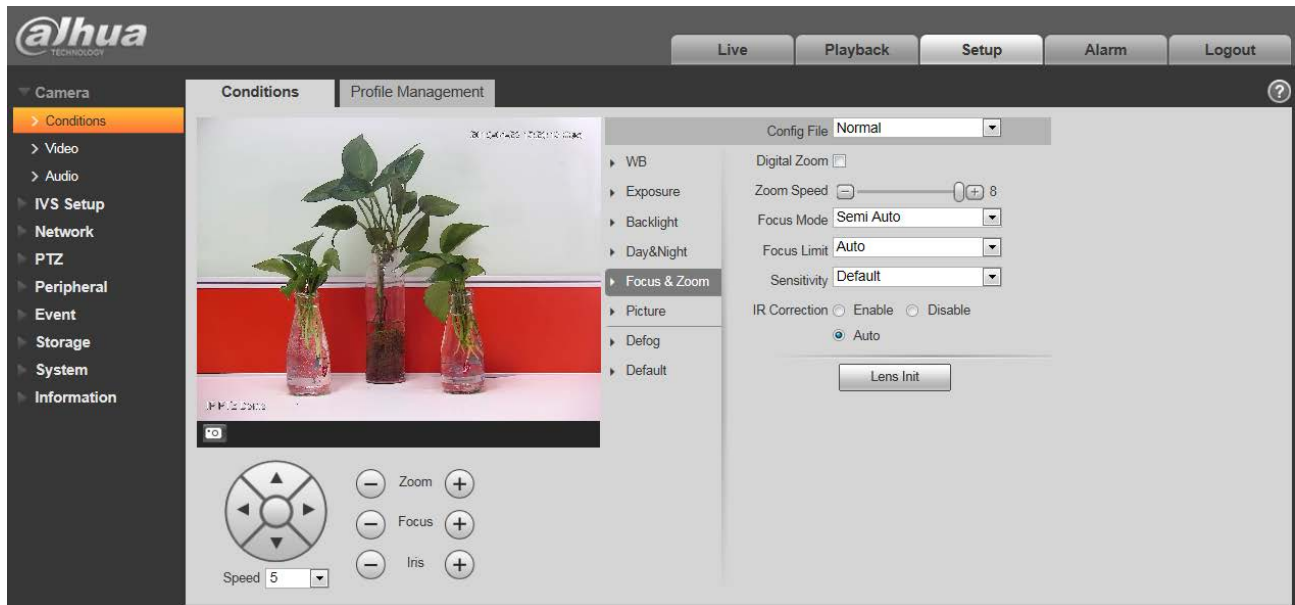 alhua
TECHNOLOGY
Live Playback Setup Alarm Logout
Camera
Conditions
Video
Audio
IVS Setup
Network
PTZ
Peripheral
Event
Storage
System
Information
Conditions Profile Management
WB
Exposure
Backlight
Day&Night
Focus & Zoom
Picture
Defog
Default
Config File Normal
Digital Zoom
Zoom Speed 8
Focus Mode Semi Auto
Focus Limit Auto
Sensitivity Default
IR Correction Enable Disable
Auto
Lens Init
Zoom
Focus
Iris
Speed 5